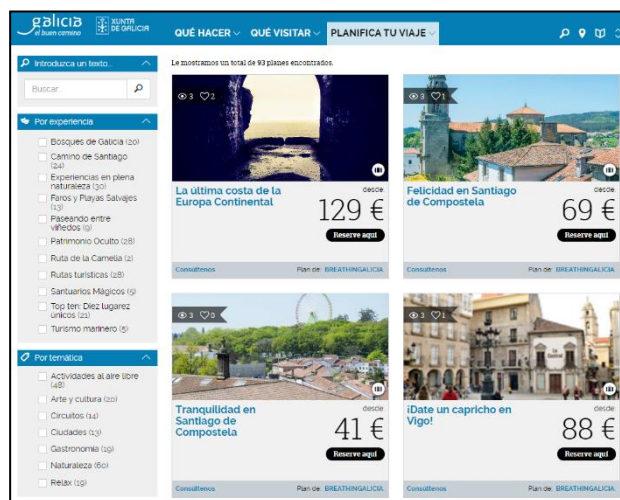 galicia
el buen camino
XUNTA
DE GALICIA
QUÉ HACER
QUÉ VISITAR
PLANIFICA TU VIAJE
Introduzca un texto..
Buscar...
Por experiencia
Bosques de Galicia (20)
Camino de Santiago
(24)
Experiencias en plena
naturaleza (30)
Faros y Playas Salvajes
(13)
Paseando entre
viñedos (9)
Patrimonio Oculto (28)
Ruta de la Camelia (2)
Rutas turísticas (28)
Santuarios Mágicos (5)
Top ten: Diez lugarez
únicos (21)
Turismo marinero (5)
Por temática
Actividades al aire libre
(48)
Arte y cultura (20)
Circuitos (14)
Ciudades (13)
Gastronomía (19)
Naturaleza (60)
Relax (19)
Le mostramos un total de 93 planes encontrados.
3 2
La última costa de la
Europa Continental
desde
129 €
Reserve aquí
Consúltenos
Plan de: BREATHINGALICIA
3 1
Felicidad en Santiago
de Compostela
desde
69 €
Reserve aquí
Consúltenos
Plan de: BREATHINGALICIA
3 0
Tranquilidad en
Santiago de
Compostela
desde
41 €
Reserve aquí
Consúltenos
Plan de: BREATHINGALICIA
3 1
¡Date un capricho en
Vigo!
desde
88 €
Reserve aquí
Consúltenos
Plan de: BREATHINGALICIA